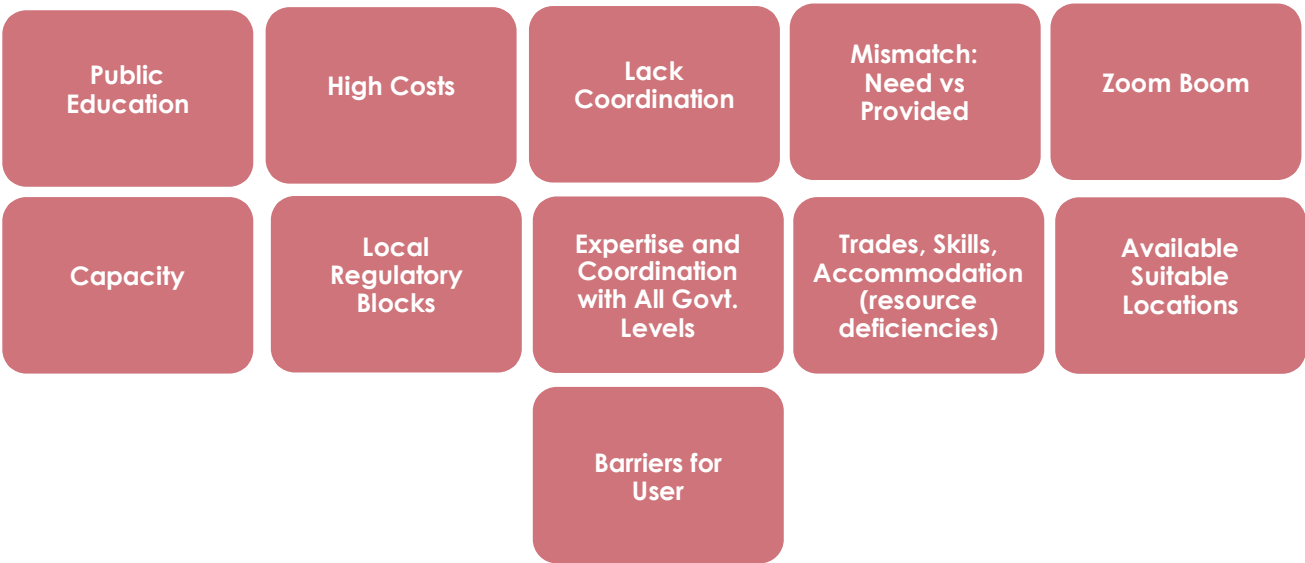 Public
Education
High Costs
Lack
Coordination
Mismatch:
Need vs
Provided
Zoom Boom
Capacity
Local
Regulatory
Blocks
Expertise and
Coordination
with All Govt.
Levels
Trades, Skills,
Accommodation
(resource
deficiencies)
Available
Suitable
Locations
Barriers for
User